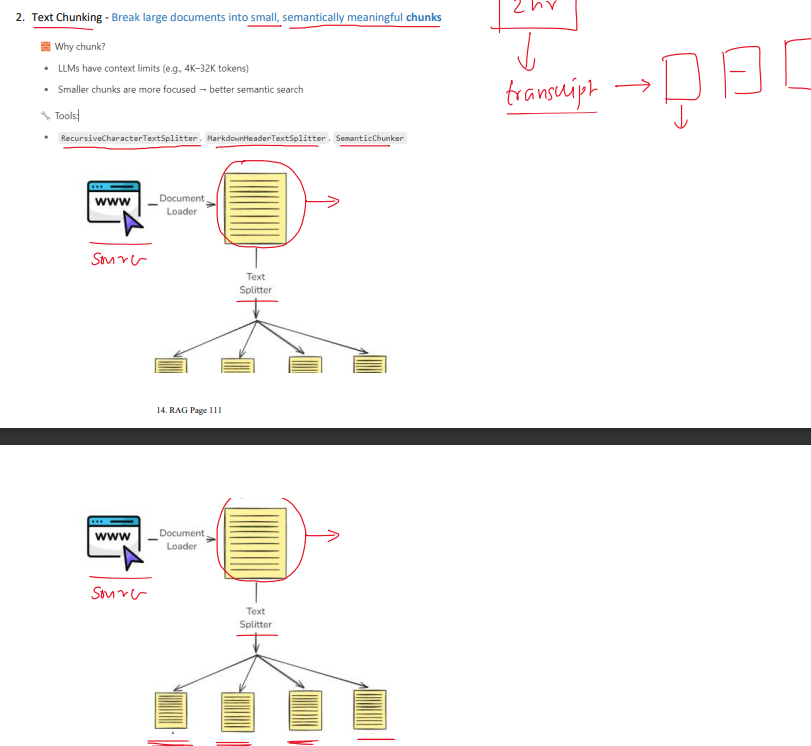 2. Text Chunking - Break large documents into small, semantically meaningful chunks
2 hr
🧱 Why chunk?
• LLMs have context limits (e.g., 4K–32K tokens)
• Smaller chunks are more focused → better semantic search
transcript
🔧 Tools:
• RecursiveCharacterTextSplitter, MarkdownHeaderTextSplitter, SemanticChunker
www
Document
Loader
Source
Text
Splitter
14. RAG Page 111
www
Document
Loader
Source
Text
Splitter